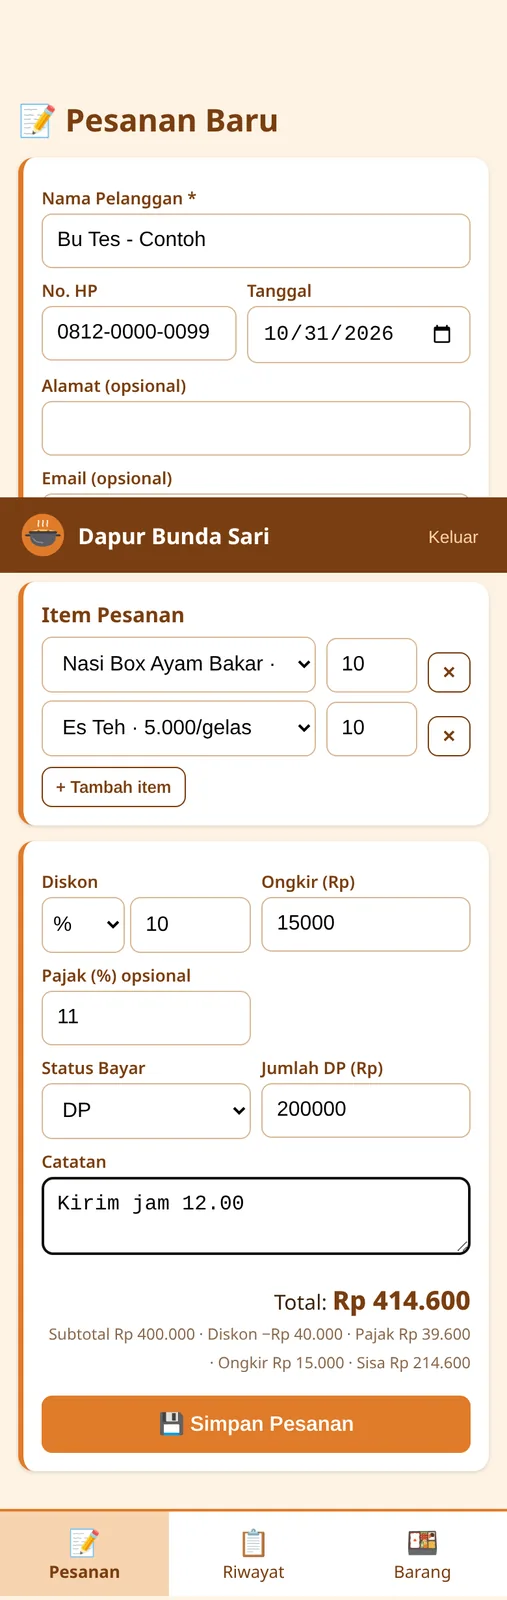 Pesanan Baru
Nama Pelanggan *
Bu Tes - Contoh
No. HP
Tanggal
0812-0000-0099
10/31/2026
Alamat (opsional)
Email (opsional)
Dapur Bunda Sari
Keluar
Item Pesanan
Nasi Box Ayam Bakar ·
10
×
Es Teh · 5.000/gelas
10
×
+ Tambah item
Diskon
Ongkir (Rp)
%
10
15000
Pajak (%) opsional
11
Status Bayar
Jumlah DP (Rp)
DP
200000
Catatan
Kirim jam 12.00
Total: Rp 414.600
Subtotal Rp 400.000 · Diskon −Rp 40.000 · Pajak Rp 39.600
· Ongkir Rp 15.000 · Sisa Rp 214.600
Simpan Pesanan
Pesanan
Riwayat
Barang